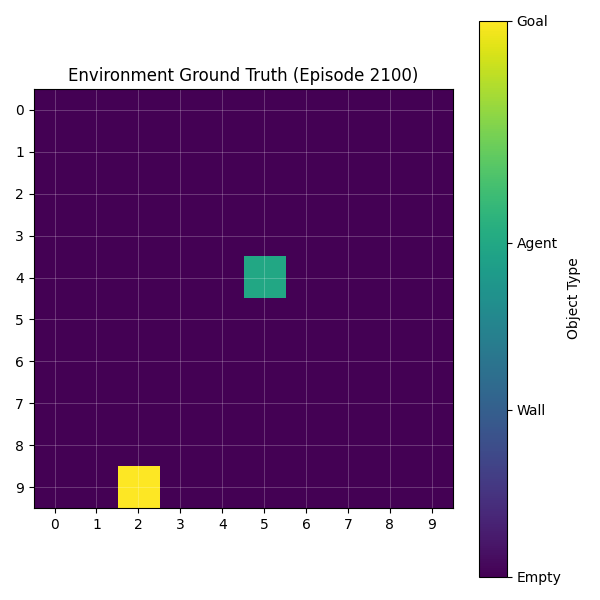 Environment Ground Truth (Episode 2100)
0
1
2
3
4
5
6
7
8
9
0 1 2 3 4 5 6 7 8 9
Goal
Agent
Wall
Empty
Object Type